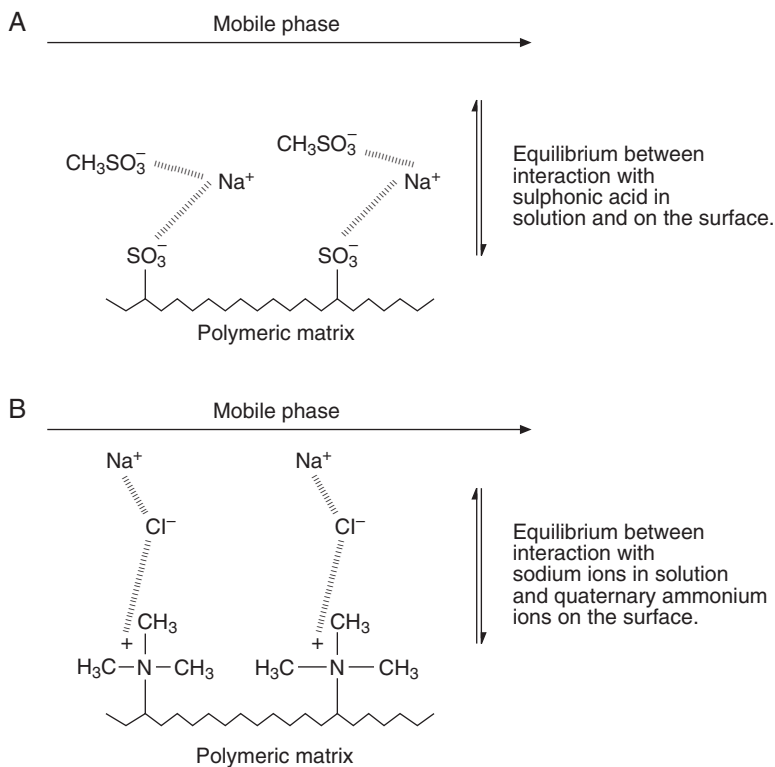 A
Mobile phase
CH₃SO₃⁻
Na⁺
CH₃SO₃⁻
Na⁺
SO₃⁻
SO₃⁻
Equilibrium between
interaction with
sulphonic acid in
solution and on the surface.
Polymeric matrix
B
Mobile phase
Na⁺
Na⁺
Cl⁻
Cl⁻
Equilibrium between
interaction with
sodium ions in solution
and quaternary ammonium
ions on the surface.
CH₃
CH₃
+
+
H₃C–N–CH₃
H₃C–N–CH₃
Polymeric matrix